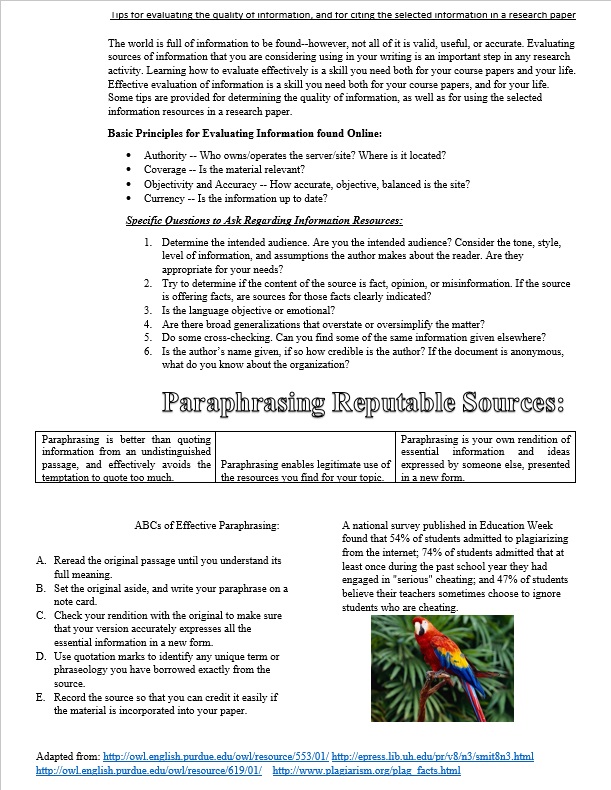 Tips for evaluating the quality of information, and for citing the selected information in a research paper
The world is full of information to be found--however, not all of it is valid, useful, or accurate. Evaluating
sources of information that you are considering using in your writing is an important step in any research
activity. Learning how to evaluate effectively is a skill you need both for your course papers and your life.
Effective evaluation of information is a skill you need both for your course papers, and for your life.
Some tips are provided for determining the quality of information, as well as for using the selected
information resources in a research paper.
Basic Principles for Evaluating Information found Online:
• Authority -- Who owns/operates the server/site? Where is it located?
• Coverage -- Is the material relevant?
• Objectivity and Accuracy -- How accurate, objective, balanced is the site?
• Currency -- Is the information up to date?
Specific Questions to Ask Regarding Information Resources:
1. Determine the intended audience. Are you the intended audience? Consider the tone, style,
level of information, and assumptions the author makes about the reader. Are they
appropriate for your needs?
2. Try to determine if the content of the source is fact, opinion, or misinformation. If the source
is offering facts, are sources for those facts clearly indicated?
3. Is the language objective or emotional?
4. Are there broad generalizations that overstate or oversimplify the matter?
5. Do some cross-checking. Can you find some of the same information given elsewhere?
6. Is the author’s name given, if so how credible is the author? If the document is anonymous,
what do you know about the organization?
Paraphrasing Reputable Sources:
Paraphrasing is better than quoting
information from an undistinguished
passage, and effectively avoids the
temptation to quote too much.
Paraphrasing enables legitimate use of
the resources you find for your topic.
Paraphrasing is your own rendition of
essential information and ideas
expressed by someone else, presented
in a new form.
ABCs of Effective Paraphrasing:
A. Reread the original passage until you understand its
full meaning.
B. Set the original aside, and write your paraphrase on a
note card.
C. Check your rendition with the original to make sure
that your version accurately expresses all the
essential information in a new form.
D. Use quotation marks to identify any unique term or
phraseology you have borrowed exactly from the
source.
E. Record the source so that you can credit it easily if
the material is incorporated into your paper.
A national survey published in Education Week
found that 54% of students admitted to plagiarizing
from the internet; 74% of students admitted that at
least once during the past school year they had
engaged in "serious" cheating; and 47% of students
believe their teachers sometimes choose to ignore
students who are cheating.
Adapted from: http://owl.english.purdue.edu/owl/resource/553/01/ http://epress.lib.uh.edu/pr/v8/n3/smit8n3.html
http://owl.english.purdue.edu/owl/resource/619/01/ http://www.plagiarism.org/plag_facts.html